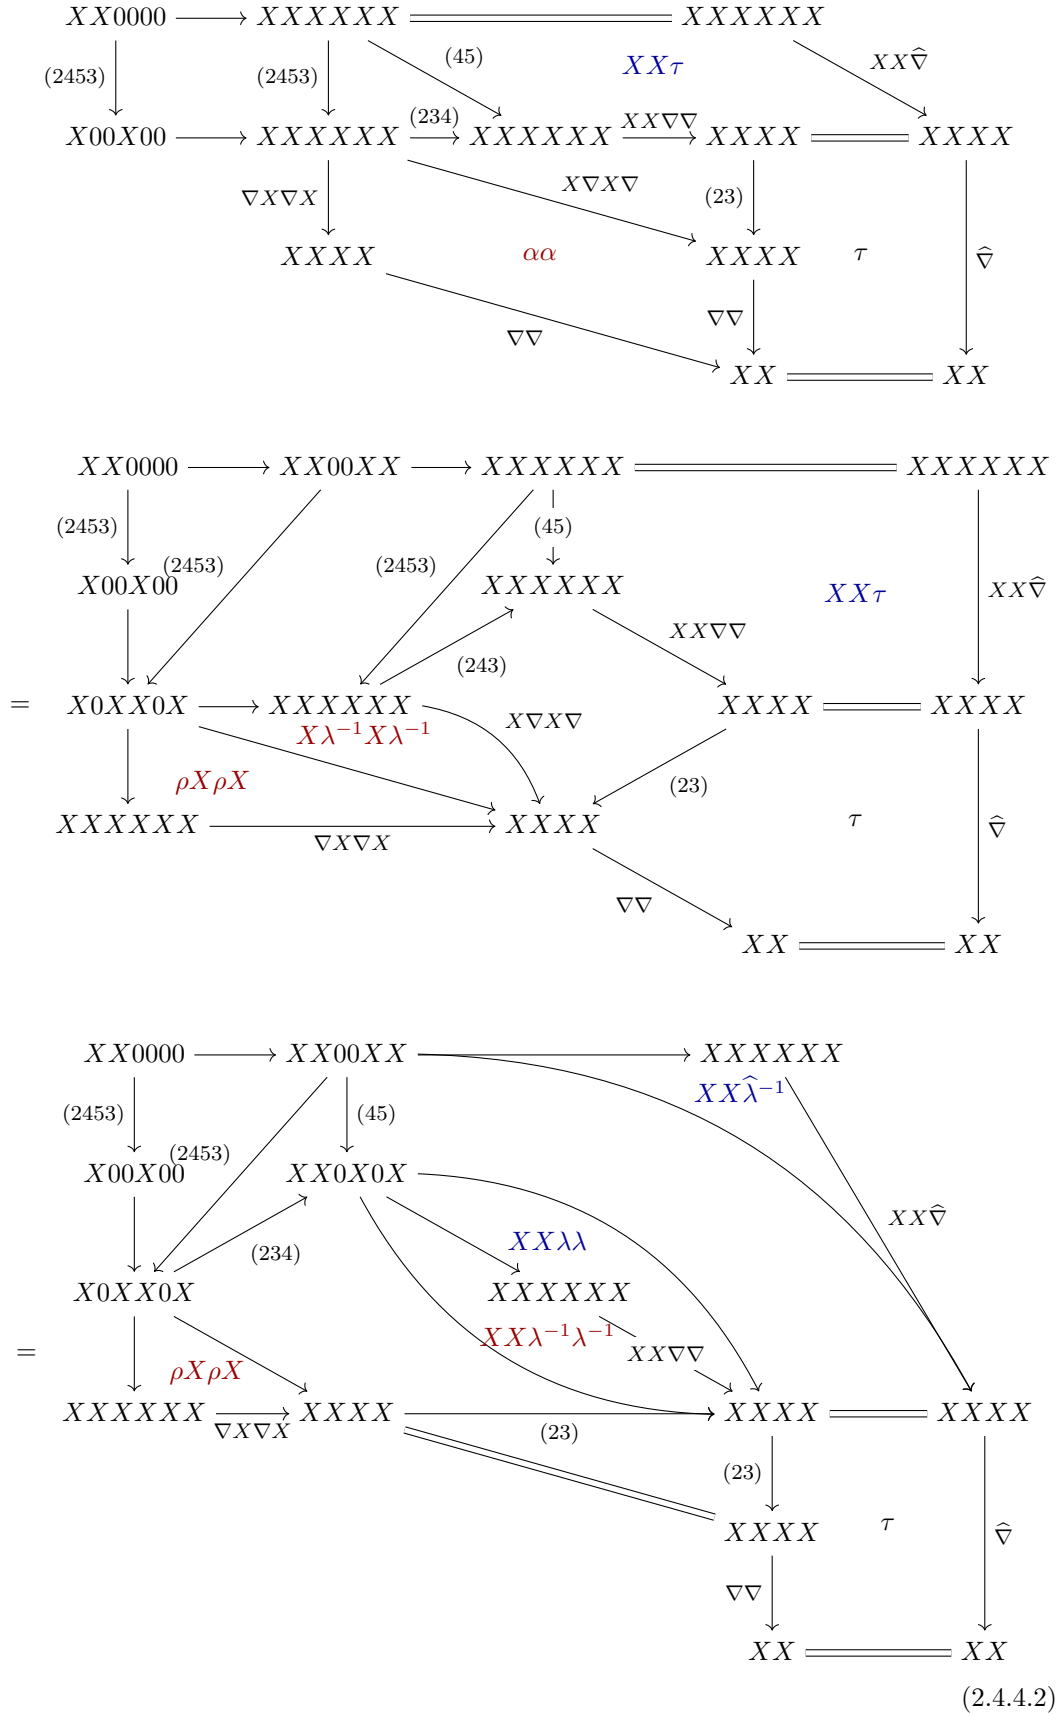 XX0000 XXXXXX XXXXXX
(2453) (2453) (45) XXτ XX∇̂
X00X00 XXXXXX (234) XXXXXX XX∇∇ XXXX XXXX
∇X∇X X∇X∇ (23)
XXXX αα XXXX τ ∇̂
∇∇ ∇∇
XX XX
XX0000 XX00XX XXXXXX XXXXXX
(2453) (2453) (2453) (45)
X00X00 XXXXXX XXτ XX∇̂
(243) XX∇∇
= X0XX0X XXXXXX XXXX XXXX
Xλ⁻¹Xλ⁻¹ X∇X∇
ρXρX (23)
XXXXXX ∇X∇X XXXX τ ∇̂
∇∇
XX XX
XX0000 XX00XX XXXXXX
XXλ̂⁻¹
(2453) (2453) (45)
X00X00 XX0X0X
(234) XXλλ XX∇̂
X0XX0X XXXXXX
= ρXρX XXλ⁻¹λ⁻¹ XX∇∇
XXXXXX ∇X∇X XXXX (23) XXXX XXXX
(23)
XXXX τ ∇̂
∇∇
XX XX
(2.4.4.2)